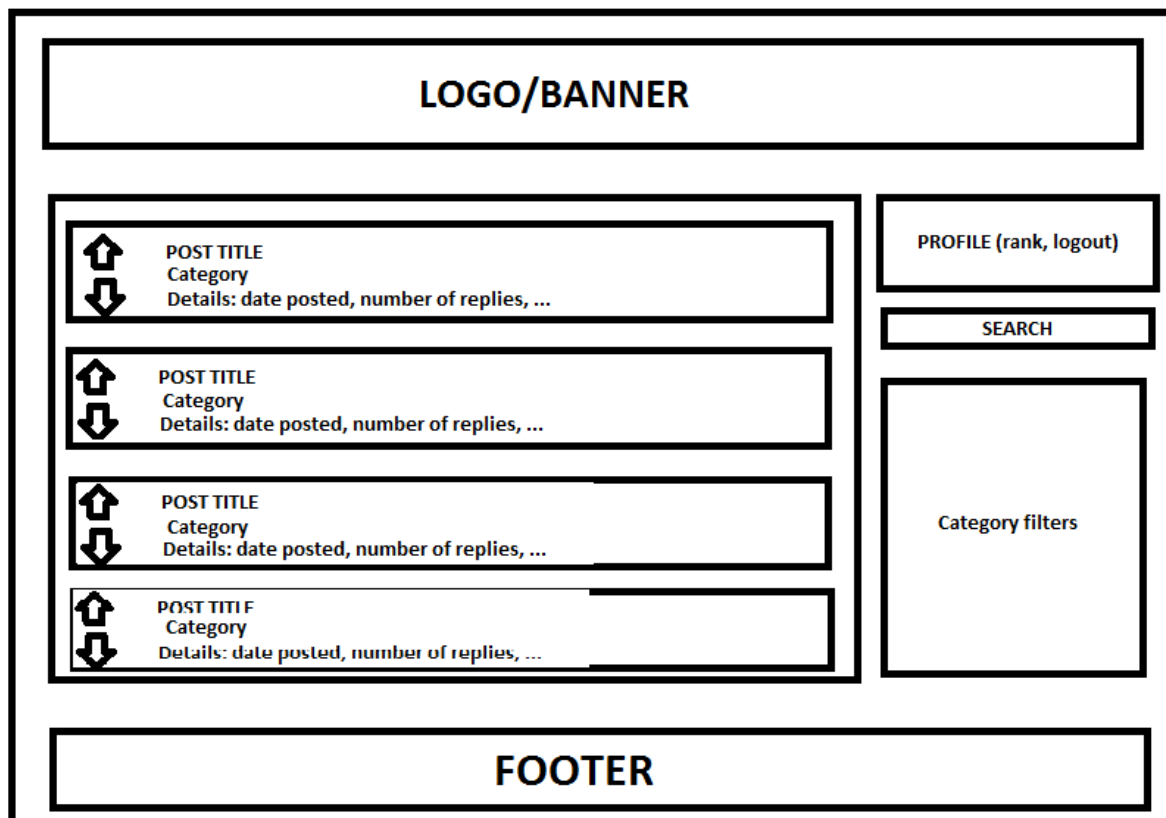 LOGO/BANNER
POST TITLE
Category
Details: date posted, number of replies, ...
POST TITLE
Category
Details: date posted, number of replies, ...
POST TITLE
Category
Details: date posted, number of replies, ...
POST TITLE
Category
Details: date posted, number of replies, ...
PROFILE (rank, logout)
SEARCH
Category filters
FOOTER